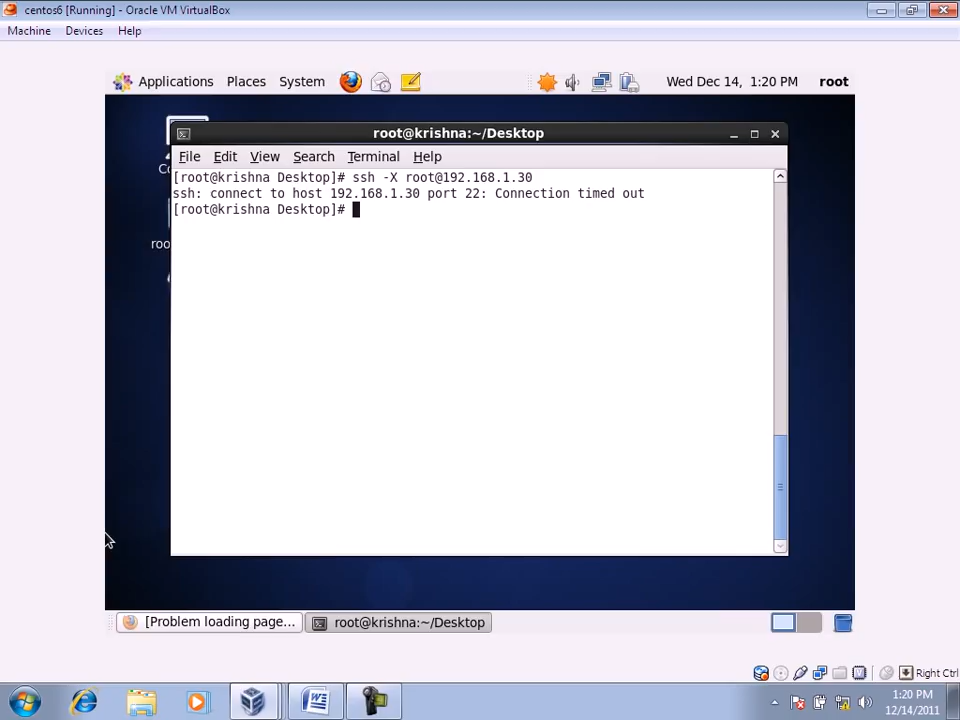 centos6 [Running] - Oracle VM VirtualBox
Machine Devices Help
Applications Places System Wed Dec 14, 1:20 PM root
root@krishna:~/Desktop
File Edit View Search Terminal Help
[root@krishna Desktop]# ssh -X root@192.168.1.30
ssh: connect to host 192.168.1.30 port 22: Connection timed out
[root@krishna Desktop]#
Co
roo
[Problem loading page... root@krishna:~/Desktop
Right Ctrl
1:20 PM
12/14/2011